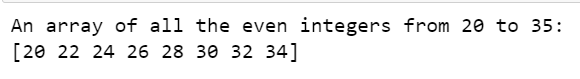 An array of all the even integers from 20 to 35:
[20 22 24 26 28 30 32 34]